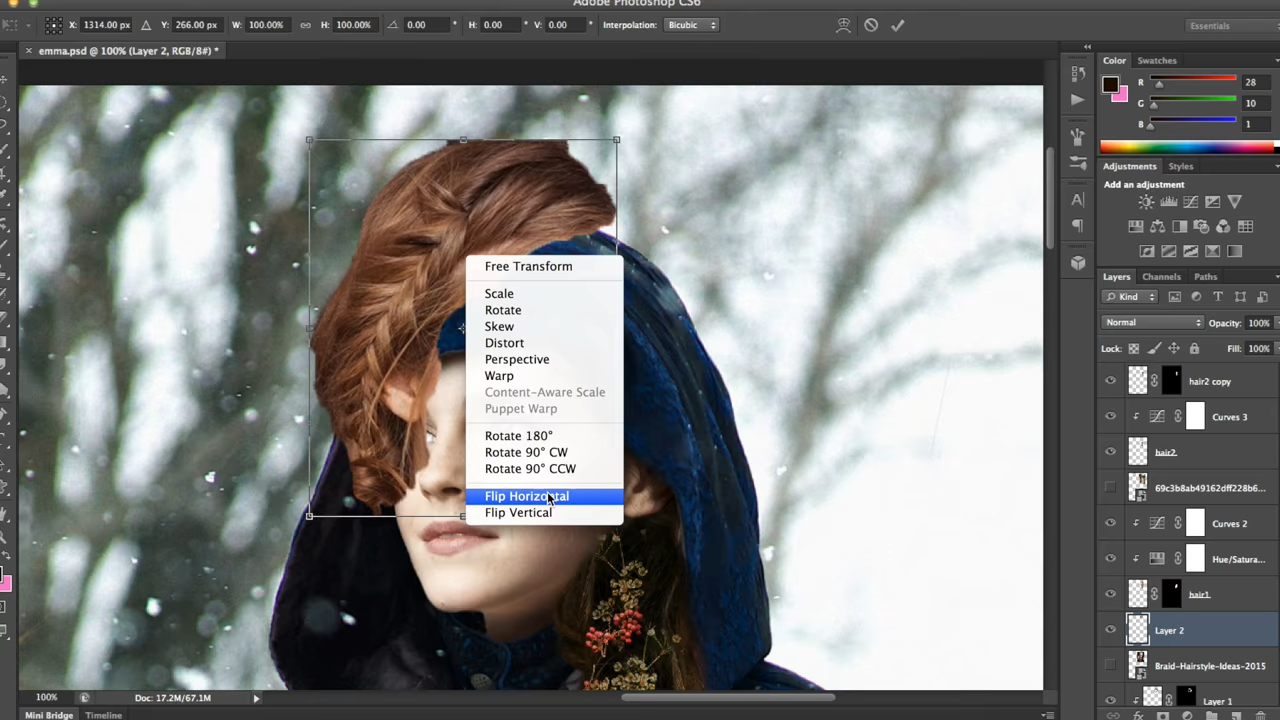 Adobe Photoshop CS6
X: 1314.00 px Y: 266.00 px W: 100.00% H: 100.00% 0.00 ° H: 0.00 ° V: 0.00 ° Interpolation: Bicubic
Essentials
× emma.psd @ 100% (Layer 2, RGB/8#) *
Color Swatches
R 28
G 10
B 1
Adjustments Styles
Add an adjustment
Free Transform
Scale
Rotate
Skew
Distort
Perspective
Warp
Content-Aware Scale
Puppet Warp
Rotate 180°
Rotate 90° CW
Rotate 90° CCW
Flip Horizontal
Flip Vertical
Layers Channels Paths
Kind
Normal Opacity: 100%
Lock: Fill: 100%
hair2 copy
Curves 3
hair2
69c3b8ab49162dff228b6...
Curves 2
Hue/Satura...
hair1
Layer 2
Braid-Hairstyle-Ideas-2015
Layer 1
100% Doc: 17.2M/67.1M
Mini Bridge Timeline